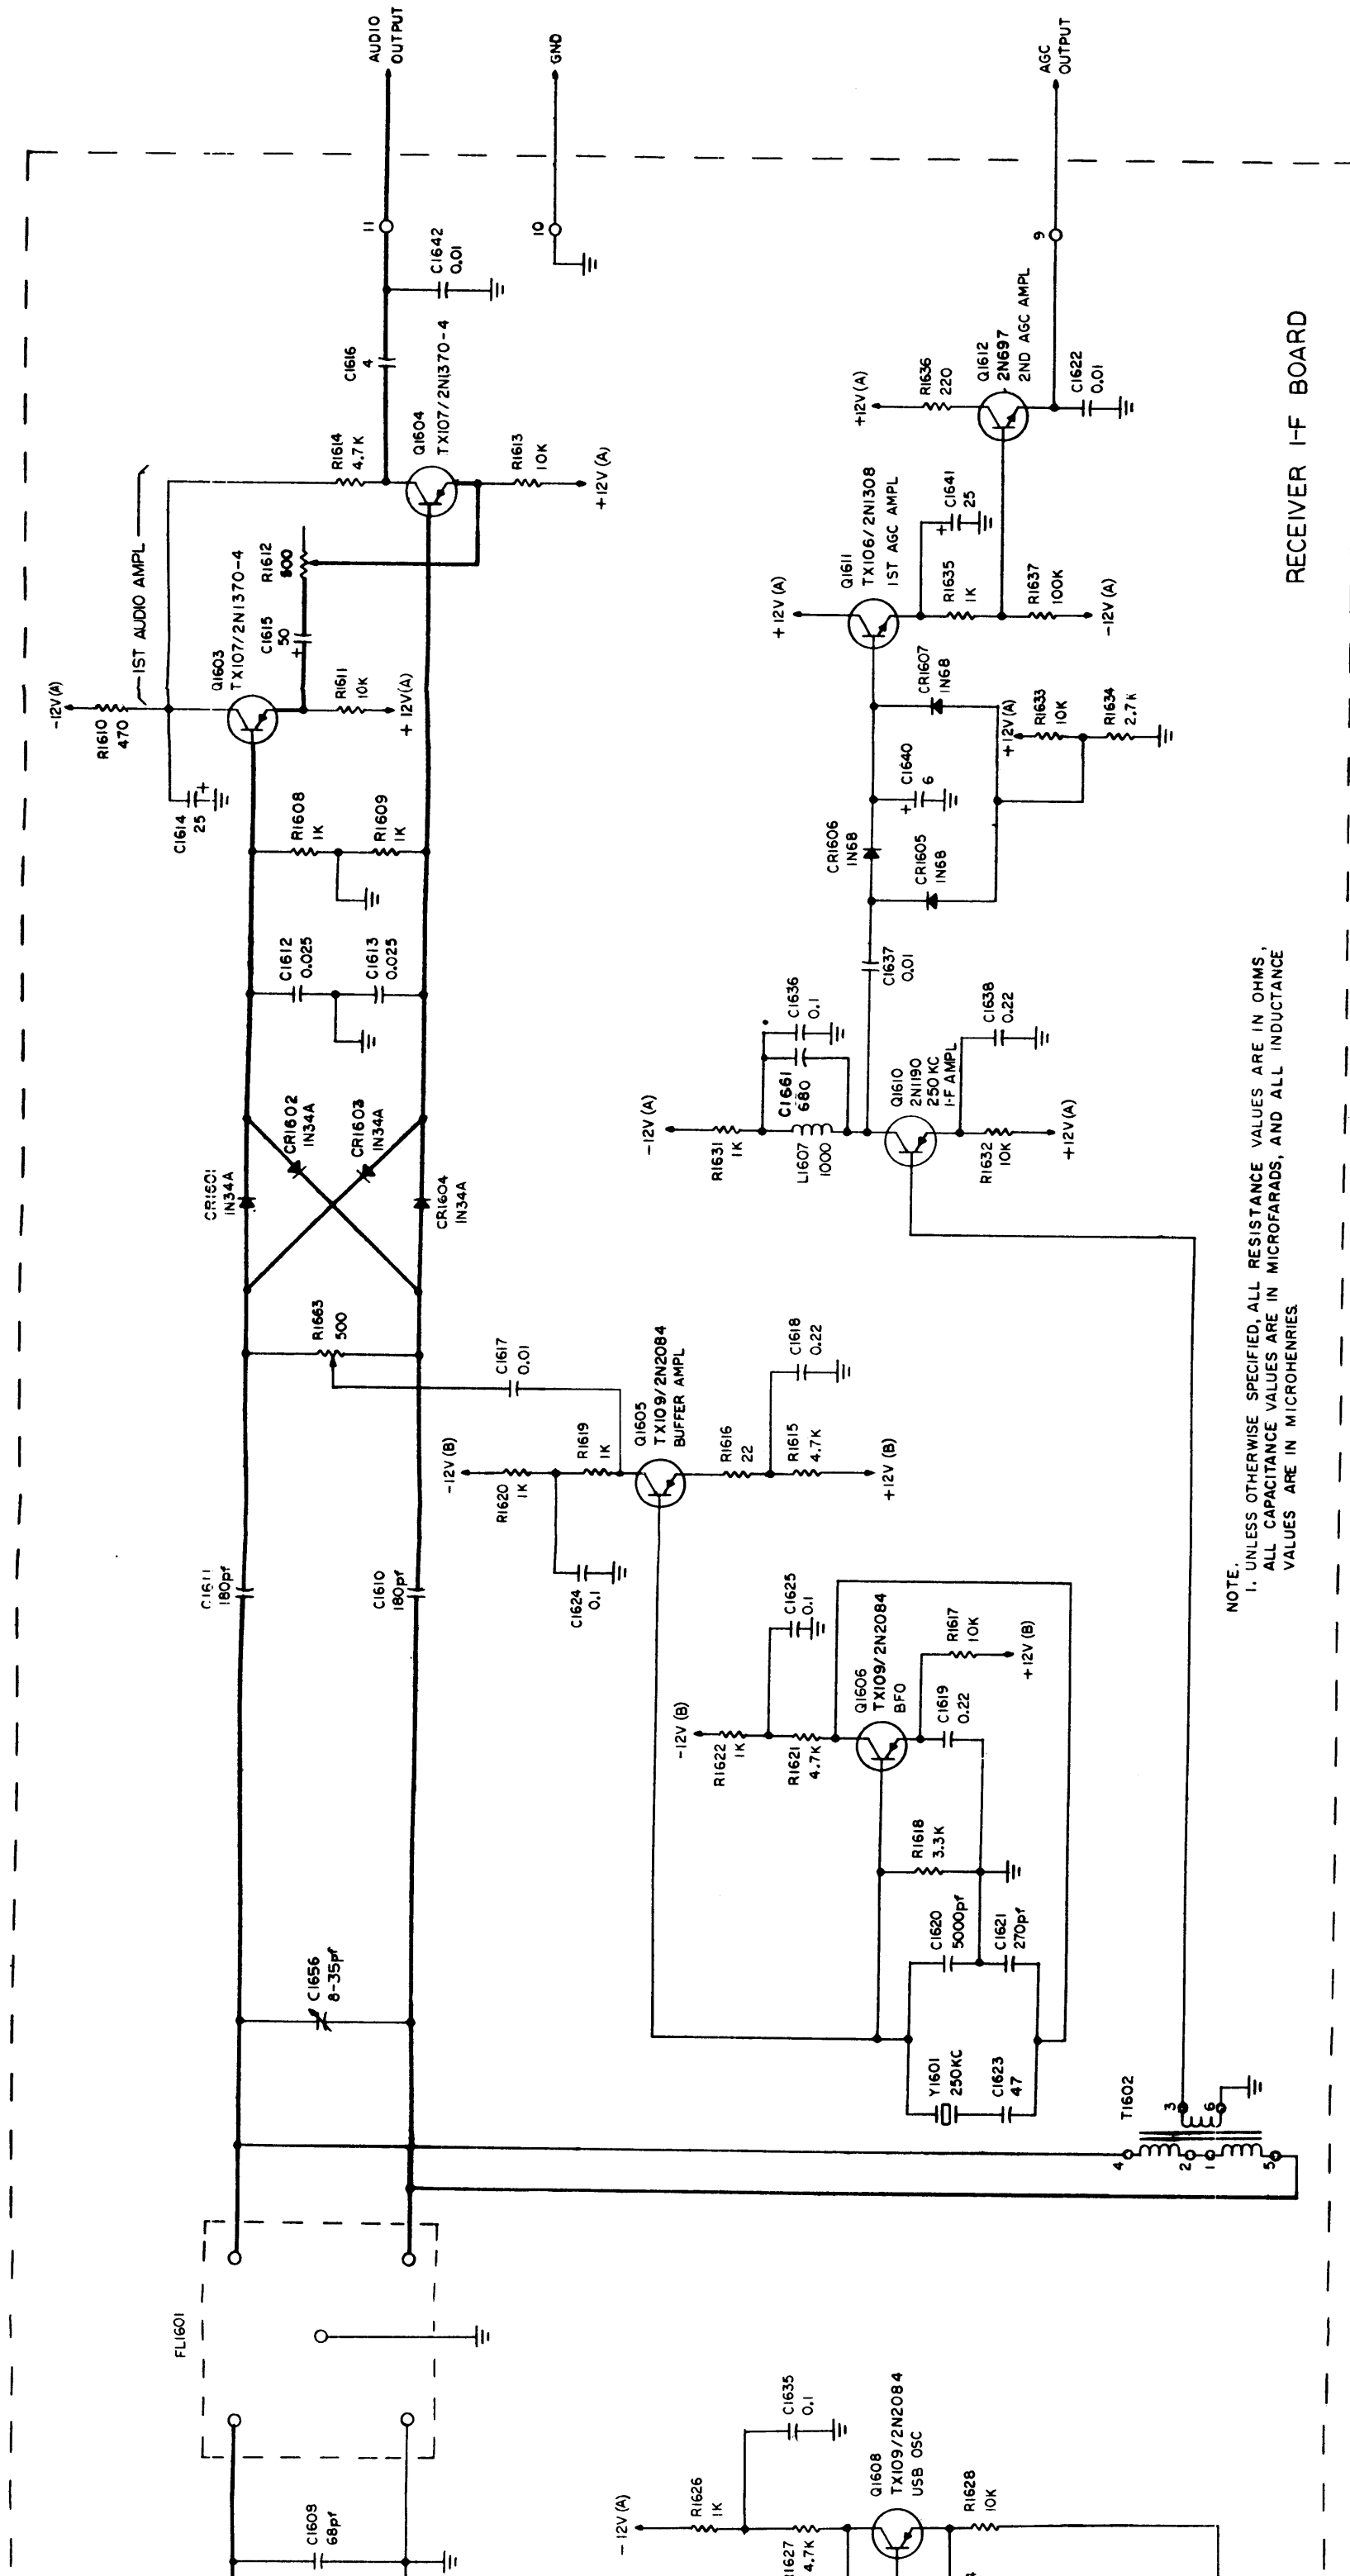 AUDIO
OUTPUT
GND
AGC
OUTPUT
11
10
9
C1642
0.01
C1616
4
R1614
4.7K
Q1604
TX107/2N1370-4
R1613
10K
+12V (A)
1ST AUDIO AMPL
R1612
500
C1615
50
+
Q1603
TX107/2N1370-4
R1611
10K
+12V(A)
-12V(A)
R1610
470
C1614
25
+
R1608
1K
R1609
1K
C1612
0.025
C1613
0.025
CR1601
1N34A
CR1602
1N34A
CR1603
1N34A
CR1604
1N34A
R1663
500
C1617
0.01
C1611
180pf
C1610
180pf
C1656
8-35pf
FL1601
C1609
68pf
+12V(A)
R1636
220
Q1612
2N697
2ND AGC AMPL
C1622
0.01
+12V(A)
Q1611
TX106/2N1308
1ST AGC AMPL
+
C1641
25
R1635
1K
R1637
100K
-12V(A)
CR1607
1N68
+12V(A)
R1633
10K
R1634
2.7K
+
C1640
6
CR1606
1N68
CR1605
1N68
C1637
0.01
C1636
0.1
C1661
680
-12V(A)
R1631
1K
L1607
1000
Q1610
2N1190
250KC
I-F AMPL
C1638
0.22
R1632
10K
+12V(A)
-12V(B)
R1620
1K
R1619
1K
Q1605
TX109/2N2084
BUFFER AMPL
C1618
0.22
R1616
22
R1615
4.7K
+12V(B)
C1624
0.1
C1625
0.1
-12V(B)
R1622
1K
R1621
4.7K
Q1606
TX109/2N2084
BFO
R1617
10K
+12V(B)
C1619
0.22
R1618
3.3K
C1620
5000pf
C1621
270pf
Y1601
250KC
C1623
47
T1602
3
6
4
2
1
5
-12V(A)
R1626
1K
C1635
0.1
R1627
4.7K
Q1608
TX109/2N2084
USB OSC
R1628
10K
RECEIVER I-F BOARD
NOTE.
1. UNLESS OTHERWISE SPECIFIED, ALL RESISTANCE VALUES ARE IN OHMS,
ALL CAPACITANCE VALUES ARE IN MICROFARADS, AND ALL INDUCTANCE
VALUES ARE IN MICROHENRIES.